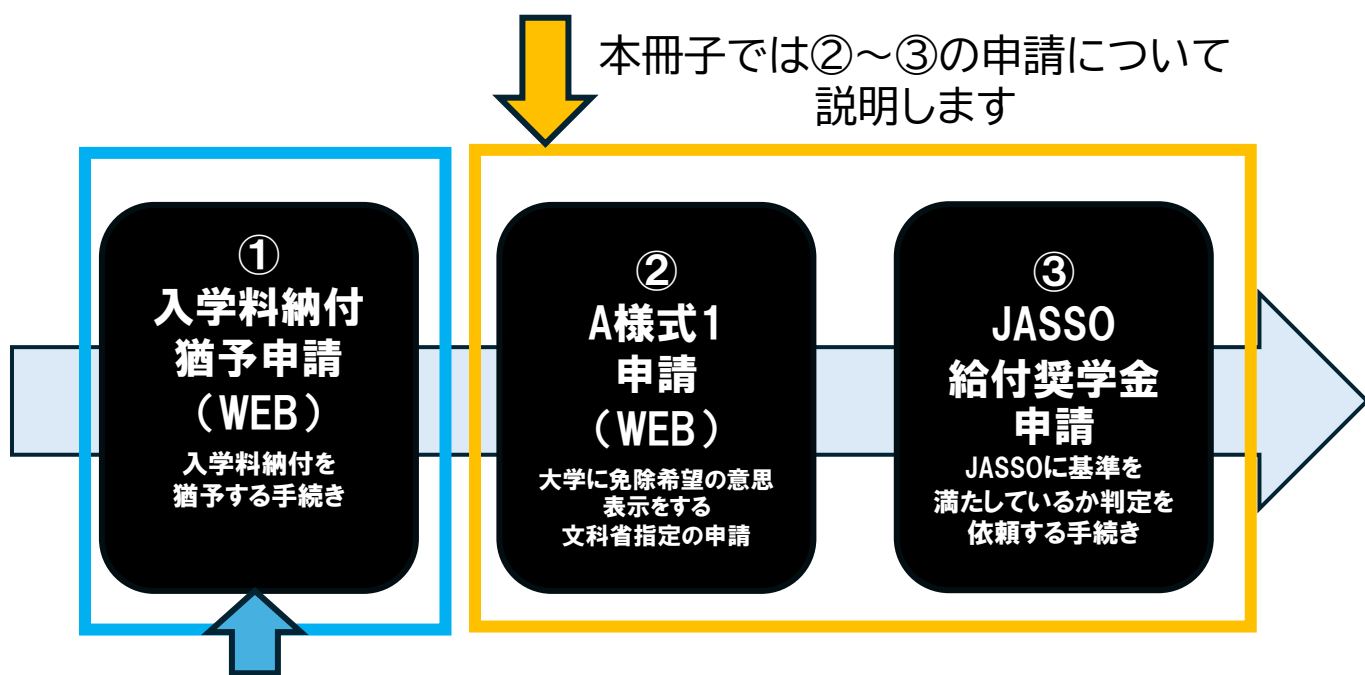 本冊子では②～③の申請について
説明します
①
入学料納付
猶予申請
（WEB）
入学料納付を
猶予する手続き
②
A様式1
申請
（WEB）
大学に免除希望の意思
表示をする
文科省指定の申請
③
JASSO
給付奨学金
申請
JASSOに基準を
満たしているか判定を
依頼する手続き